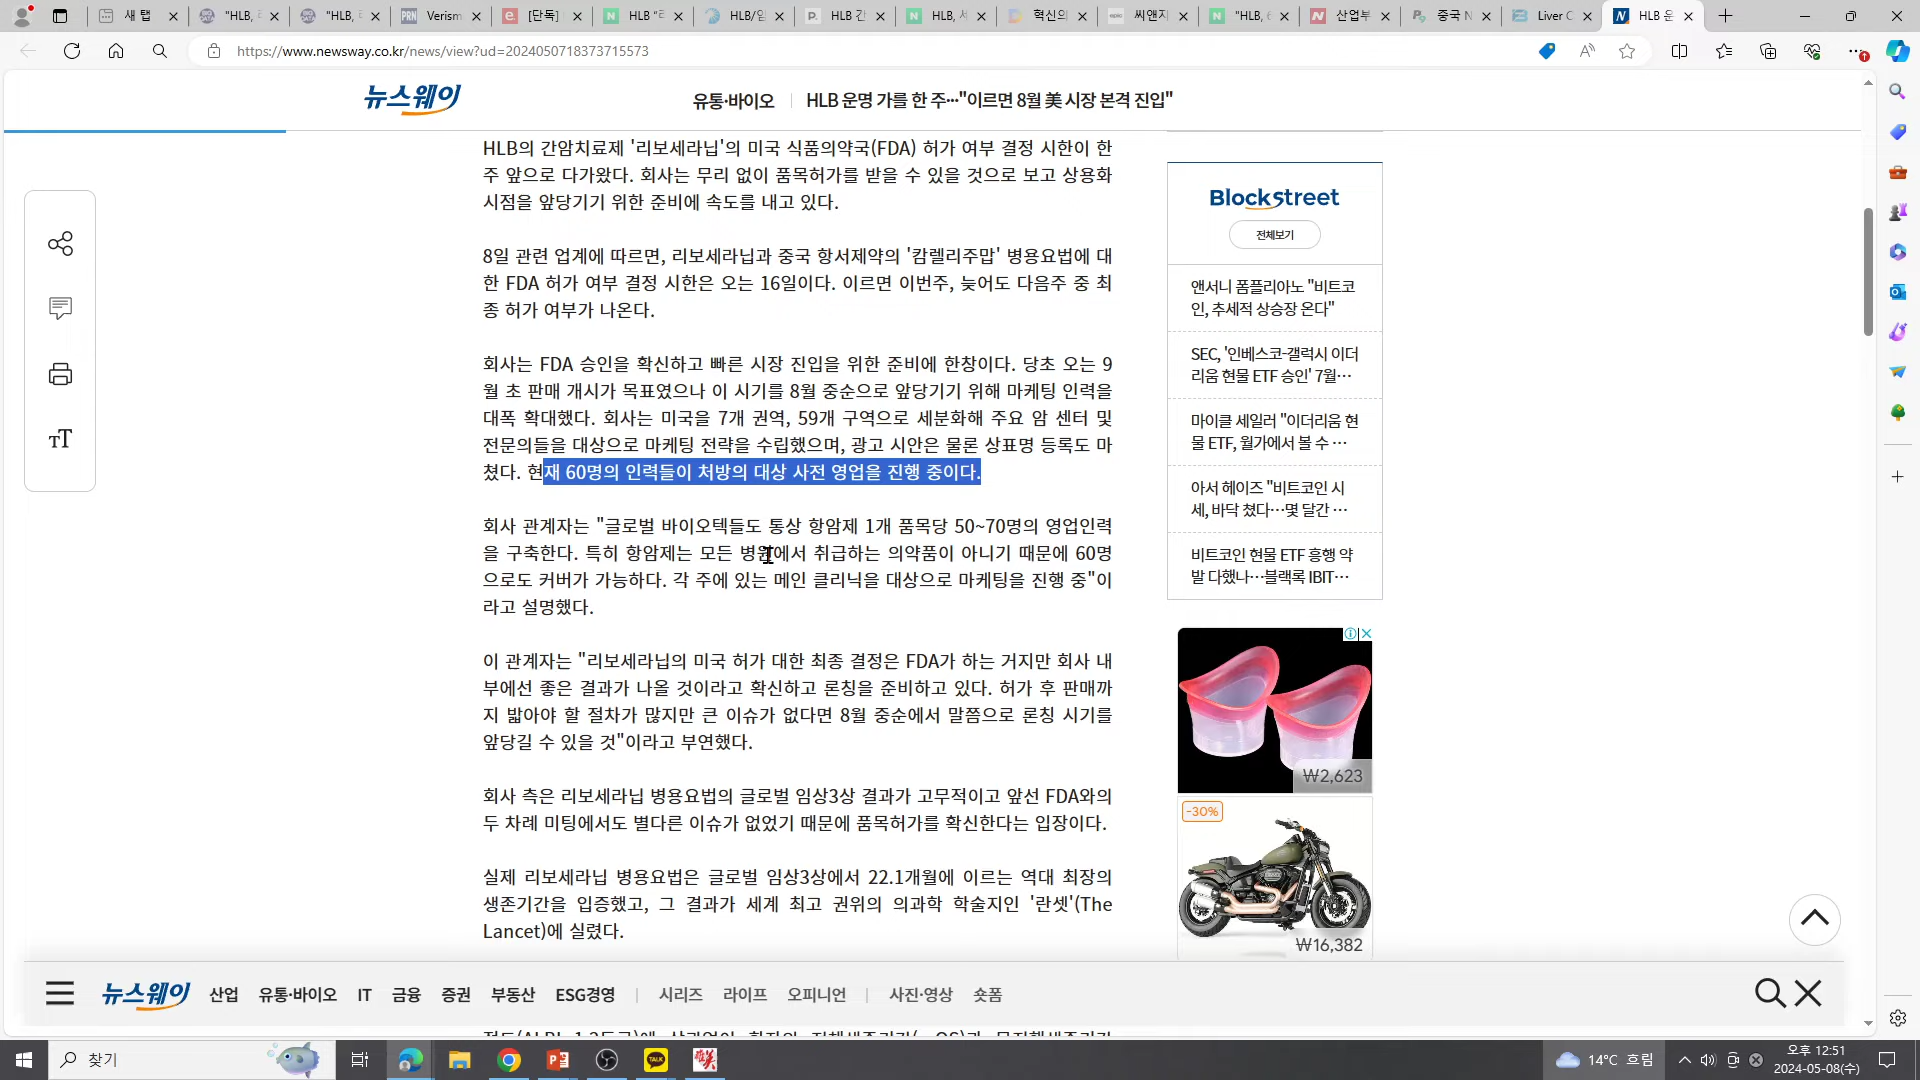 새 탭
"HLB,
"HLB,
Verism
[단독]
HLB "리
HLB/임
HLB 간
HLB, 서
혁신의
씨앤지
"HLB,
산업부
중국 N
Liver C
HLB 운
https://www.newsway.co.kr/news/view?ud=2024050718373715573
뉴스웨이
유통·바이오
HLB 운명 가를 한 주…"이르면 8월 美 시장 본격 진입"
HLB의 간암치료제 '리보세라닙'의 미국 식품의약국(FDA) 허가 여부 결정 시한이 한
주 앞으로 다가왔다. 회사는 무리 없이 품목허가를 받을 수 있을 것으로 보고 상용화
시점을 앞당기기 위한 준비에 속도를 내고 있다.
8일 관련 업계에 따르면, 리보세라닙과 중국 항서제약의 '캄렐리주맙' 병용요법에 대
한 FDA 허가 여부 결정 시한은 오는 16일이다. 이르면 이번주, 늦어도 다음주 중 최
종 허가 여부가 나온다.
회사는 FDA 승인을 확신하고 빠른 시장 진입을 위한 준비에 한창이다. 당초 오는 9
월 초 판매 개시가 목표였으나 이 시기를 8월 중순으로 앞당기기 위해 마케팅 인력을
대폭 확대했다. 회사는 미국을 7개 권역, 59개 구역으로 세분화해 주요 암 센터 및
전문의들을 대상으로 마케팅 전략을 수립했으며, 광고 시안은 물론 상표명 등록도 마
쳤다. 현재 60명의 인력들이 처방의 대상 사전 영업을 진행 중이다.
회사 관계자는 "글로벌 바이오텍들도 통상 항암제 1개 품목당 50~70명의 영업인력
을 구축한다. 특히 항암제는 모든 병원에서 취급하는 의약품이 아니기 때문에 60명
으로도 커버가 가능하다. 각 주에 있는 메인 클리닉을 대상으로 마케팅을 진행 중"이
라고 설명했다.
이 관계자는 "리보세라닙의 미국 허가 대한 최종 결정은 FDA가 하는 거지만 회사 내
부에선 좋은 결과가 나올 것이라고 확신하고 론칭을 준비하고 있다. 허가 후 판매까
지 밟아야 할 절차가 많지만 큰 이슈가 없다면 8월 중순에서 말쯤으로 론칭 시기를
앞당길 수 있을 것"이라고 부연했다.
회사 측은 리보세라닙 병용요법의 글로벌 임상3상 결과가 고무적이고 앞선 FDA와의
두 차례 미팅에서도 별다른 이슈가 없었기 때문에 품목허가를 확신한다는 입장이다.
실제 리보세라닙 병용요법은 글로벌 임상3상에서 22.1개월에 이르는 역대 최장의
생존기간을 입증했고, 그 결과가 세계 최고 권위의 의과학 학술지인 '란셋'(The
Lancet)에 실렸다.
Blockstreet
전체보기
앤서니 폼플리아노 "비트코
인, 추세적 상승장 온다"
SEC, '인베스코-갤럭시 이더
리움 현물 ETF 승인' 7월…
마이클 세일러 "이더리움 현
물 ETF, 월가에서 볼 수 …
아서 헤이즈 "비트코인 시
세, 바닥 쳤다…몇 달간 …
비트코인 현물 ETF 흥행 약
발 다했나…블랙록 IBIT…
₩2,623
-30%
₩16,382
뉴스웨이
산업
유통·바이오
IT
금융
증권
부동산
ESG경영
시리즈
라이프
오피니언
사진·영상
숏폼
찾기
TALK
14°C 흐림
오후 12:51
2024-05-08(수)